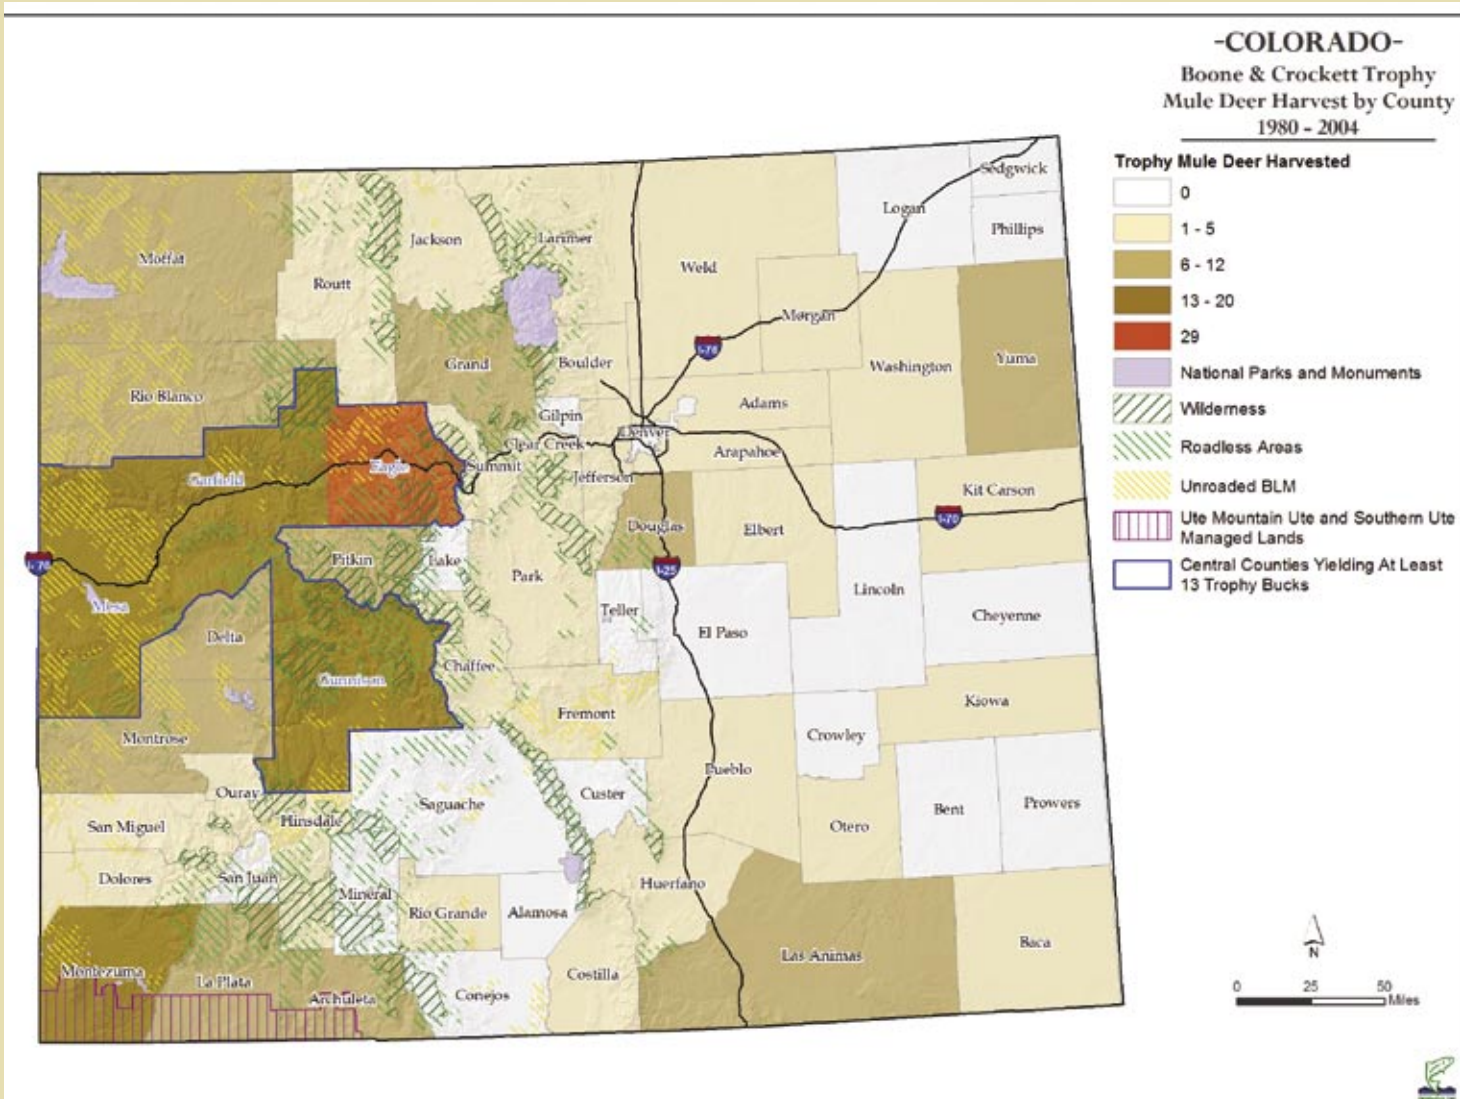 -COLORADO-
Boone & Crockett Trophy
Mule Deer Harvest by County
1980 - 2004
Trophy Mule Deer Harvested
0
1 - 5
6 - 12
13 - 20
29
National Parks and Monuments
Wilderness
Roadless Areas
Unroaded BLM
Ute Mountain Ute and Southern Ute
Managed Lands
Central Counties Yielding At Least
13 Trophy Bucks
Sedgwick
Logan
Phillips
Jackson
Larimer
Moffat
Weld
Routt
Morgan
I-76
Yuma
Grand
Boulder
Washington
Rio Blanco
Adams
Gilpin
Denver
Clear Creek
Arapahoe
Eagle
Summit
Garfield
Jefferson
Kit Carson
I-70
Douglas
Elbert
Pitkin
Lake
I-70
I-25
Park
Lincoln
Mesa
Teller
Cheyenne
El Paso
Delta
Chaffee
Gunnison
Kiowa
Fremont
Crowley
Montrose
Pueblo
Ouray
Custer
Saguache
Prowers
Bent
Hinsdale
San Miguel
Otero
Dolores
San Juan
Huerfano
Mineral
Rio Grande
Alamosa
Baca
Las Animas
Montezuma
La Plata
Costilla
Archuleta
Conejos
N
0 25 50
Miles